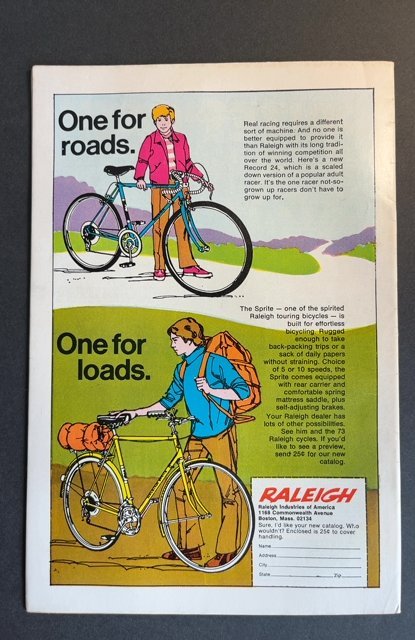 One for
roads.
Real racing requires a different
sort of machine. And no one is
better equipped to provide it
than Raleigh with its long tradi-
tion of winning competition all
over the world. Here's a new
Record 24, which is a scaled
down version of a popular adult
racer. It's the one racer not-so-
grown up racers don't have to
grow up for.
The Sprite — one of the spirited
Raleigh touring bicycles — is
built for effortless
bicycling. Rugged
enough to take
back-packing trips or a
sack of daily papers
without straining. Choice
of 5 or 10 speeds, the
Sprite comes equipped
with rear carrier and
comfortable spring
mattress saddle, plus
self-adjusting brakes.
Your Raleigh dealer has
lots of other possibilities.
See him and the 73
Raleigh cycles. If you'd
like to see a preview,
send 25¢ for our new
catalog.
One for
loads.
RALEIGH
Raleigh Industries of America
1168 Commonwealth Avenue
Boston, Mass. 02134
Sure, I'd like your new catalog. Who
wouldn't? Enclosed is 25¢ to cover
handling.
Name
Address
City
State Zip